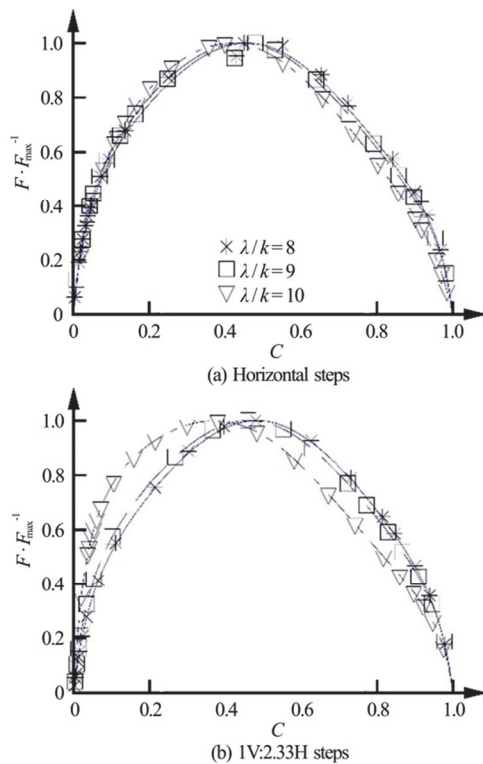 1.0
0.8
0.6
0.4
0.2
0
F·Fmax⁻¹
λ/k=8
λ/k=9
λ/k=10
0 0.2 0.4 0.6 0.8 1.0
C
(a) Horizontal steps
1.0
0.8
0.6
0.4
0.2
0
F·Fmax⁻¹
0 0.2 0.4 0.6 0.8 1.0
C
(b) 1V:2.33H steps